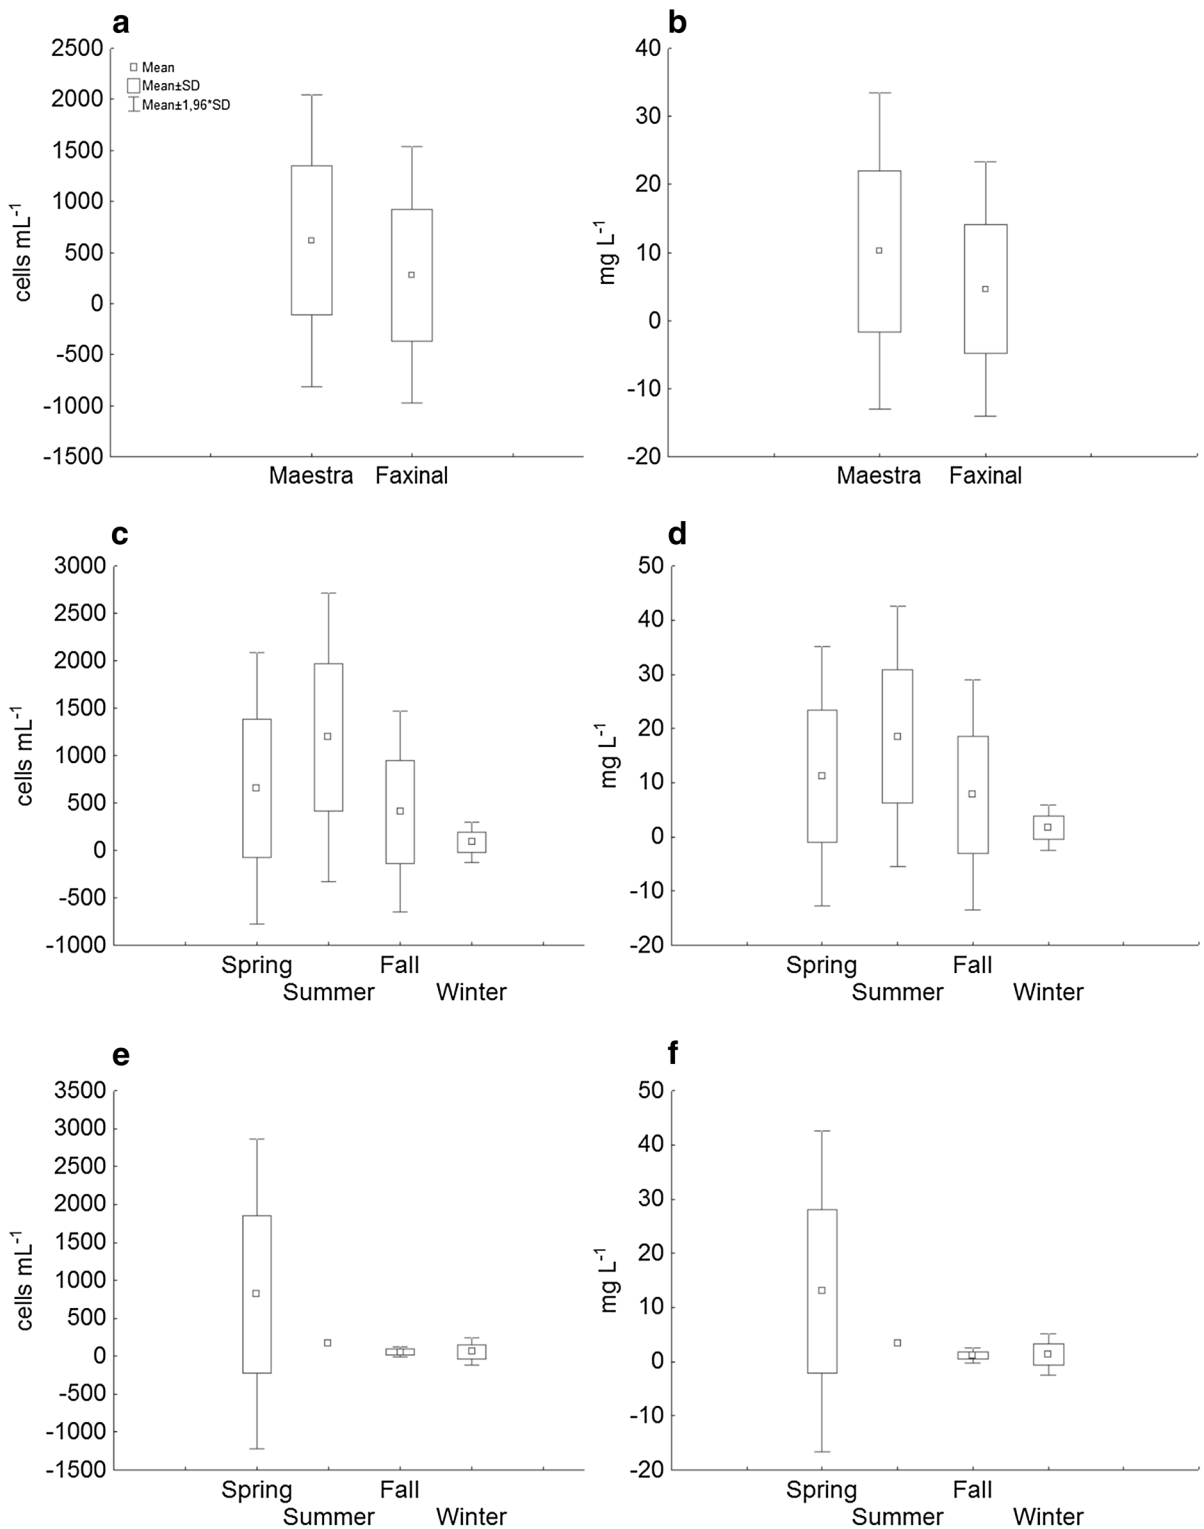 a
2500
2000
1500
1000
500
0
-500
-1000
-1500
cells mL-1
Mean
Mean±SD
Mean±1,96*SD
Maestra Faxinal
b
40
30
20
10
0
-10
-20
mg L-1
Maestra Faxinal
c
3000
2500
2000
1500
1000
500
0
-500
-1000
cells mL-1
Spring Fall
Summer Winter
d
50
40
30
20
10
0
-10
-20
mg L-1
Spring Fall
Summer Winter
e
3500
3000
2500
2000
1500
1000
500
0
-500
-1000
-1500
cells mL-1
Spring Fall
Summer Winter
f
50
40
30
20
10
0
-10
-20
mg L-1
Spring Fall
Summer Winter